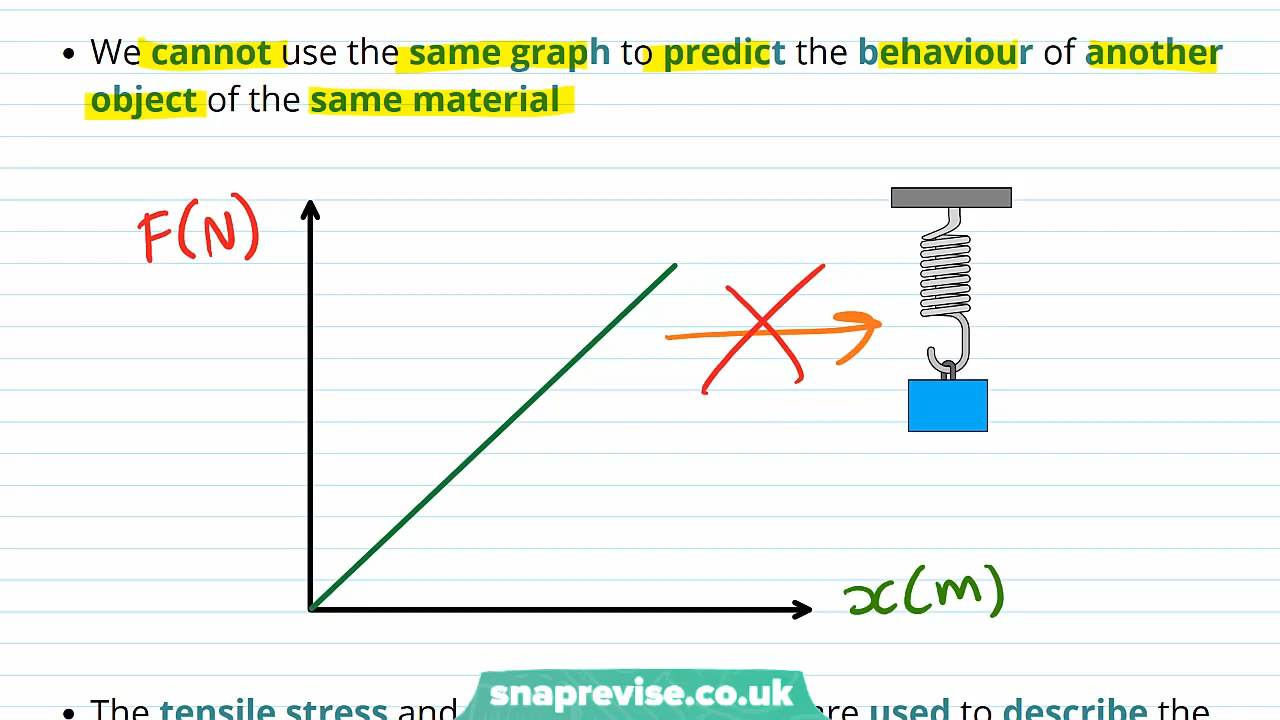 • We cannot use the same graph to predict the behaviour of another
object of the same material
F(N)
x(m)
• The tensile stress and are used to describe the
snaprevise.co.uk